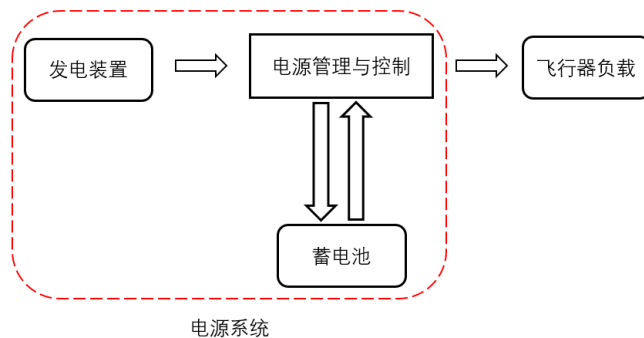 发电装置
电源管理与控制
飞行器负载
蓄电池
电源系统